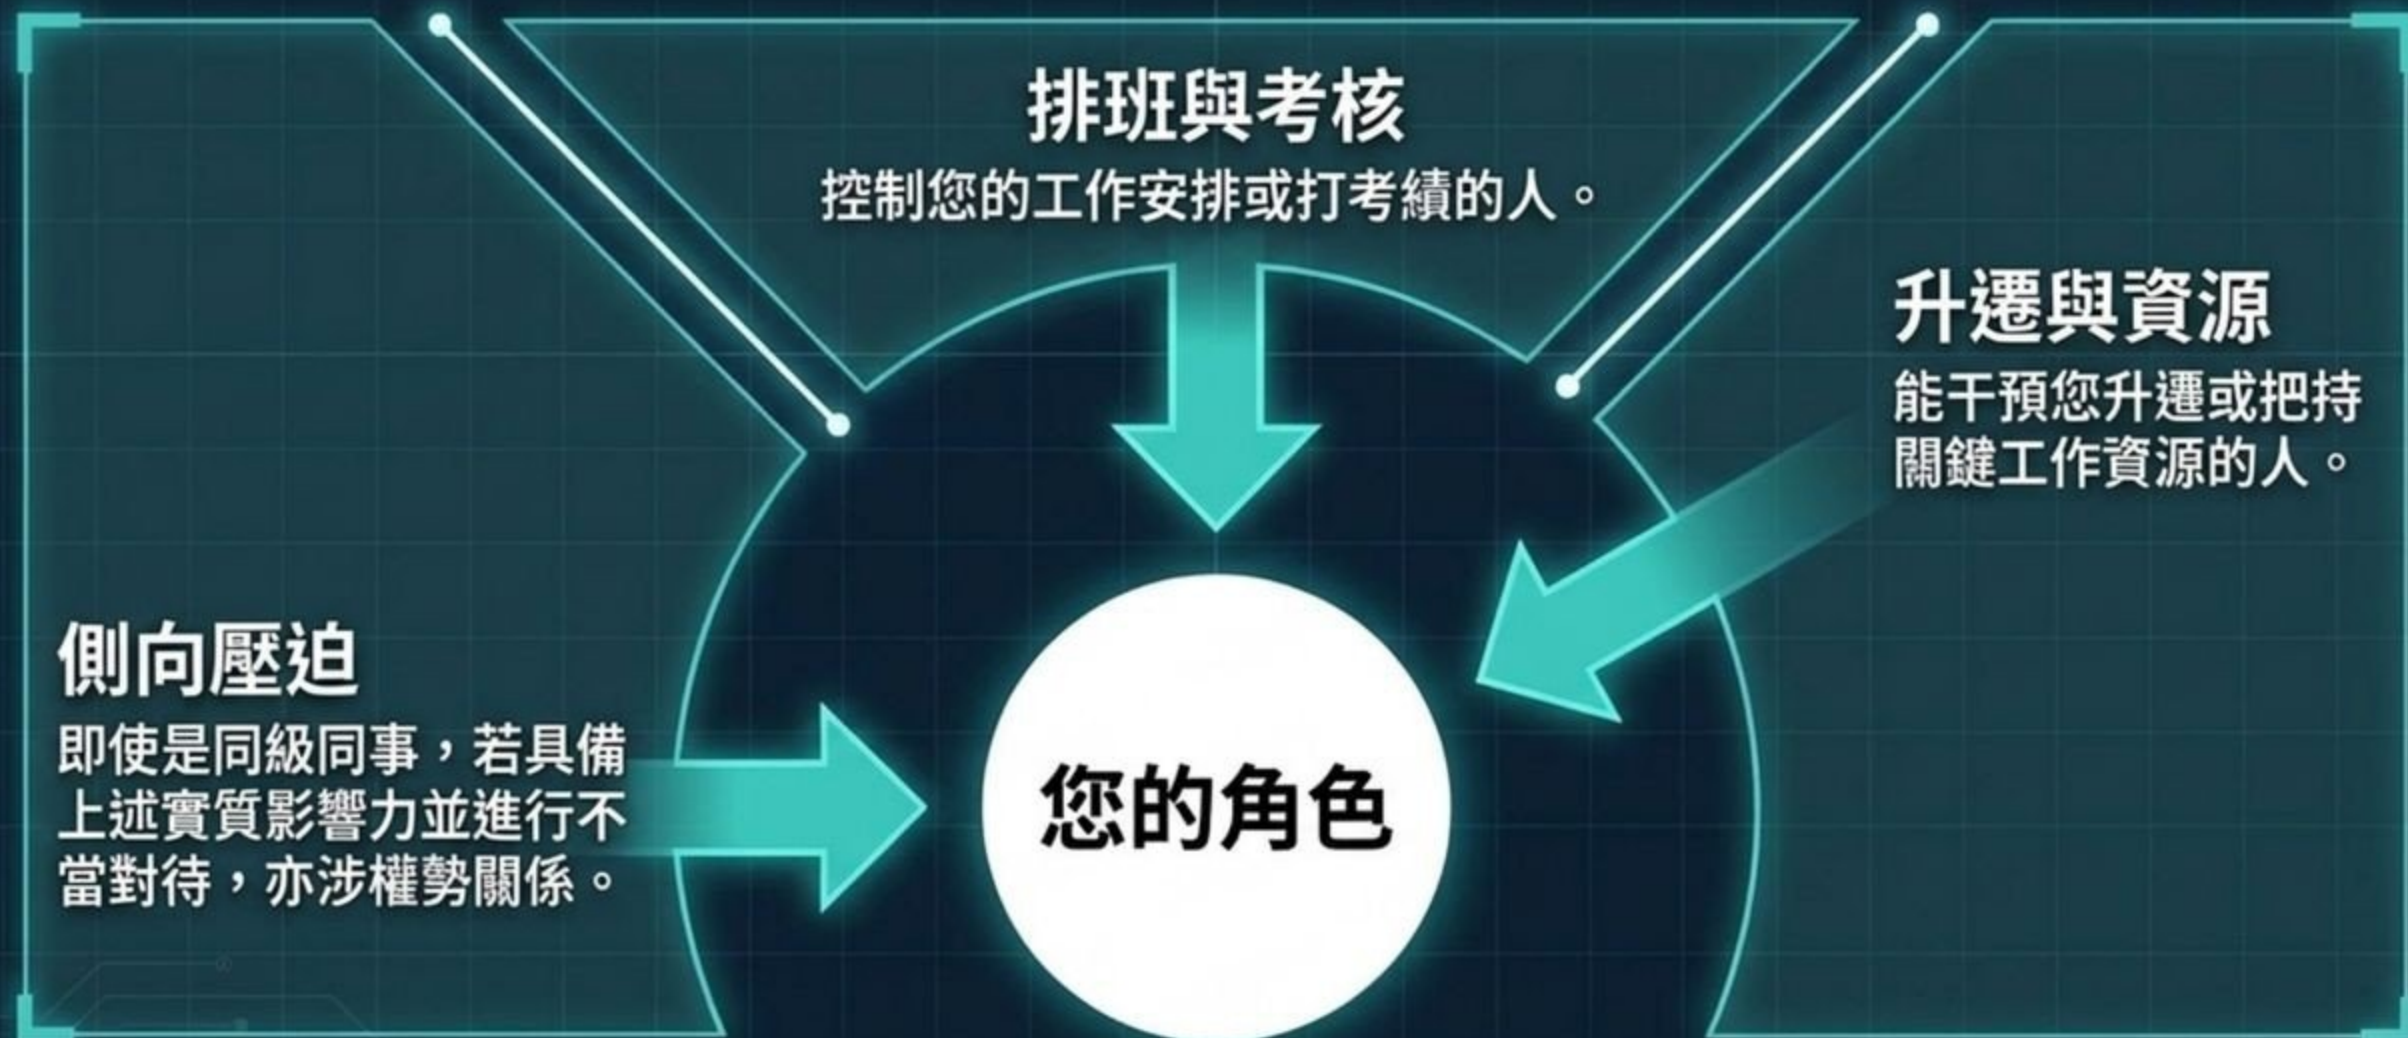 排班與考核
控制您的工作安排或打考績的人。
升遷與資源
能干預您升遷或把持
關鍵工作資源的人。
側向壓迫
即使是同級同事，若具備
上述實質影響力並進行不
當對待，亦涉權勢關係。
您的角色